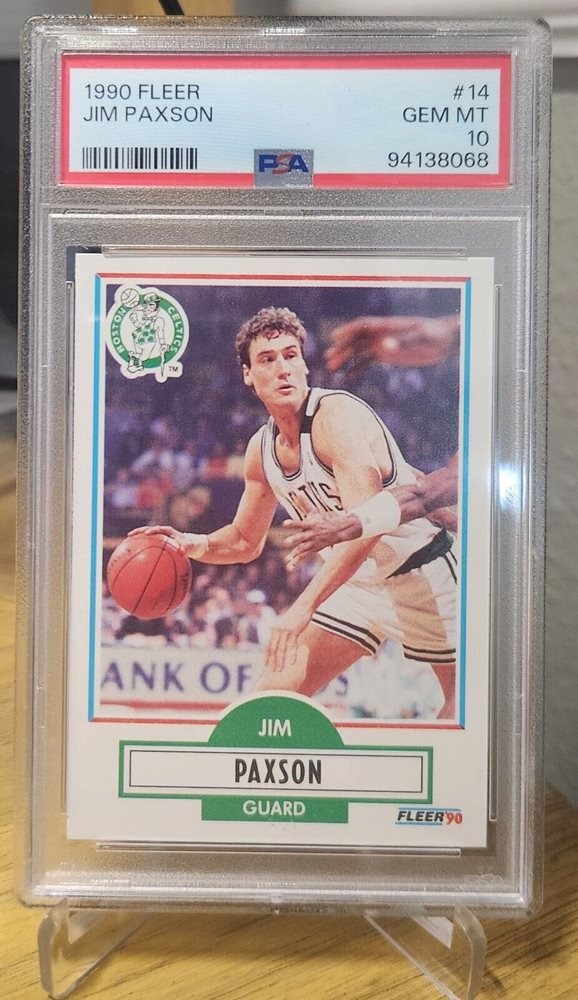 1990 FLEER #14
JIM PAXSON GEM MT
10
94138068
PSA
BOSTON CELTICS
TM
ANK OF
JIM
PAXSON
GUARD
FLEER '90